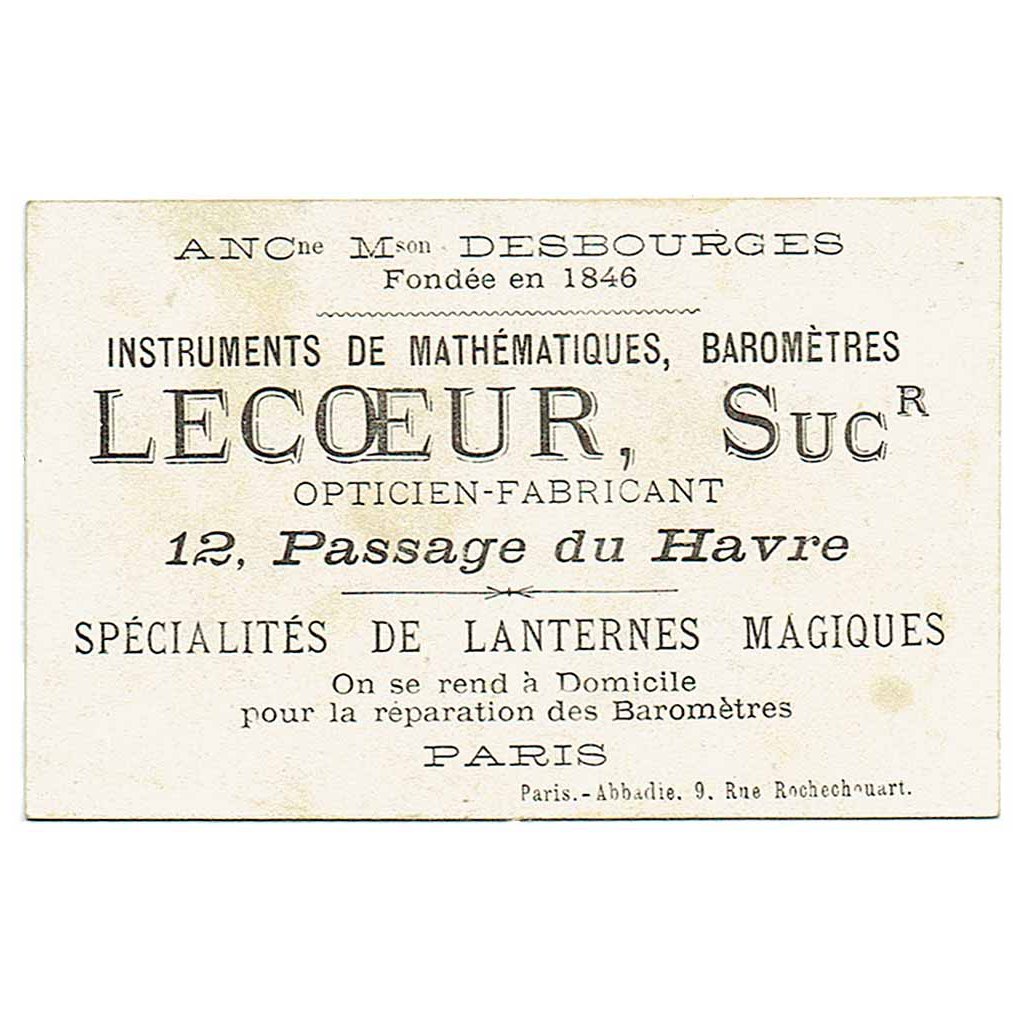 ANCne Mson DESBOURGES
Fondée en 1846
INSTRUMENTS DE MATHÉMATIQUES, BAROMÈTRES
LECŒUR, SUCR
OPTICIEN-FABRICANT
12, Passage du Havre
SPÉCIALITÉS DE LANTERNES MAGIQUES
On se rend à Domicile
pour la réparation des Baromètres
PARIS
Paris.-Abbadie. 9. Rue Rochechouart.